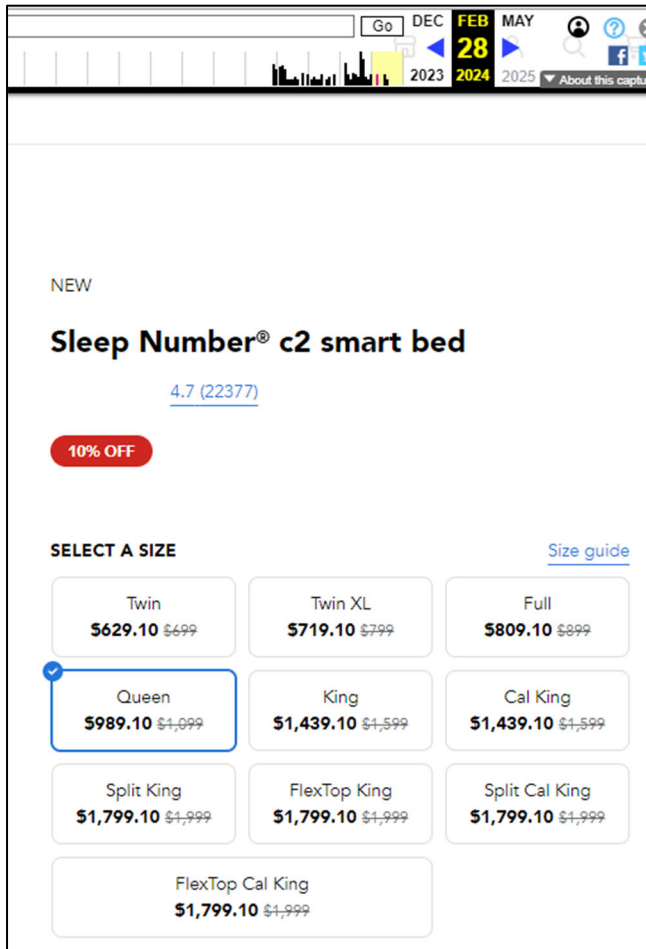 Go DEC FEB MAY
28
2023 2024 2025 About this captu
NEW
Sleep Number® c2 smart bed
4.7 (22377)
10% OFF
SELECT A SIZE Size guide
Twin Twin XL Full
$629.10 $699 $719.10 $799 $809.10 $899
Queen King Cal King
$989.10 $1,099 $1,439.10 $1,599 $1,439.10 $1,599
Split King FlexTop King Split Cal King
$1,799.10 $1,999 $1,799.10 $1,999 $1,799.10 $1,999
FlexTop Cal King
$1,799.10 $1,999